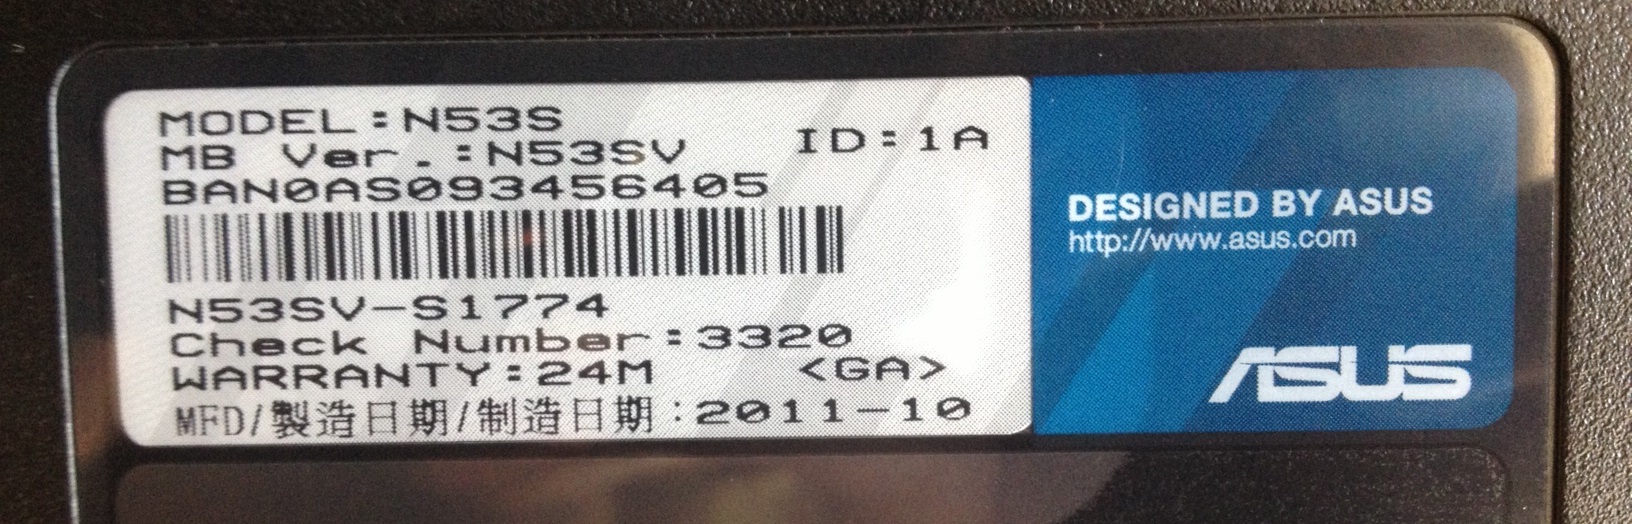 MODEL:N53S
MB Ver.:N53SV ID:1A
BAN0AS093456405
N53SV-S1774
Check Number:3320
WARRANTY:24M <GA>
MFD/製造日期/制造日期:2011-10
DESIGNED BY ASUS
http://www.asus.com
ASUS